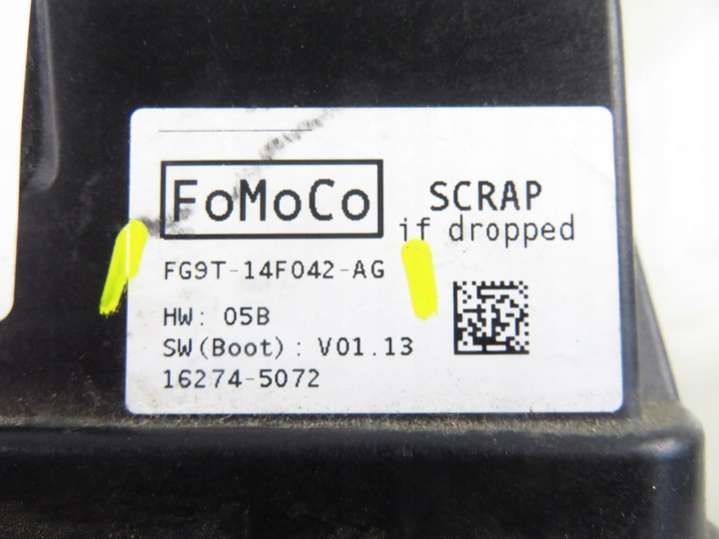 FoMoCo
SCRAP
if dropped
FG9T-14F042-AG
HW: 05B
SW(Boot): V01.13
16274-5072